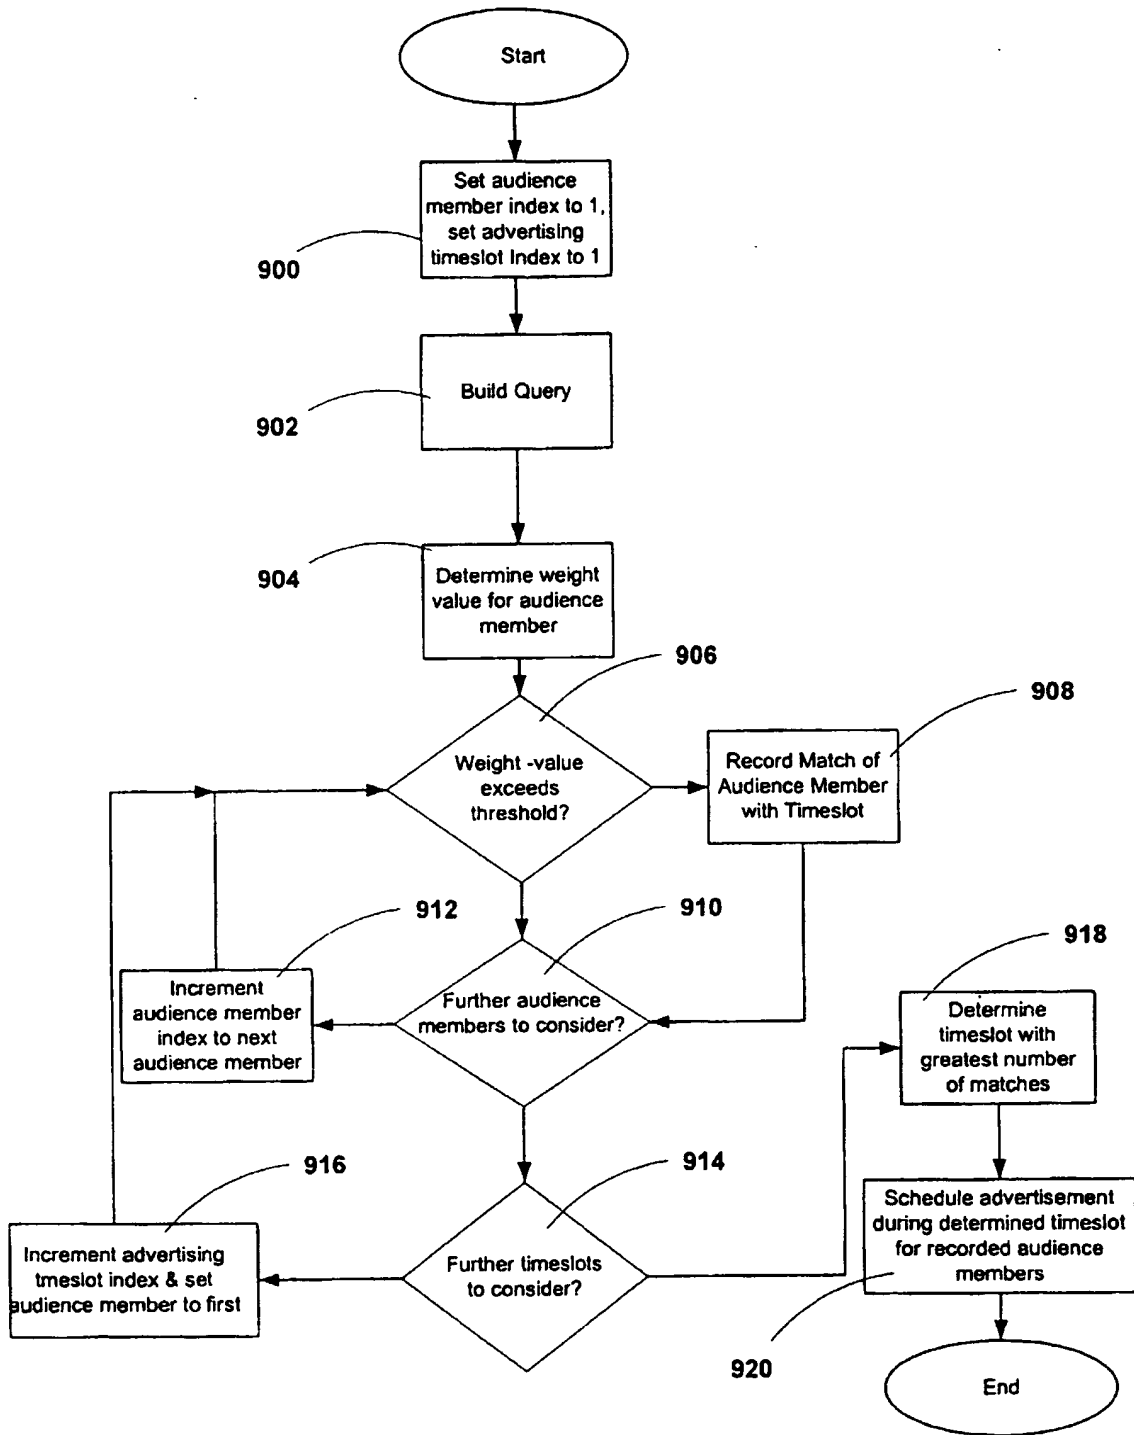 Start
Set audience
member index to 1,
set advertising
timeslot Index to 1
900
Build Query
902
904
Determine weight
value for audience
member
906
908
Weight -value
exceeds
threshold?
Record Match of
Audience Member
with Timeslot
912
910
918
Increment
audience member
index to next
audience member
Further audience
members to consider?
Determine
timeslot with
greatest number
of matches
916
914
Increment advertising
tmeslot index & set
audience member to first
Further timeslots
to consider?
Schedule advertisement
during determined timeslot
for recorded audience
members
920
End